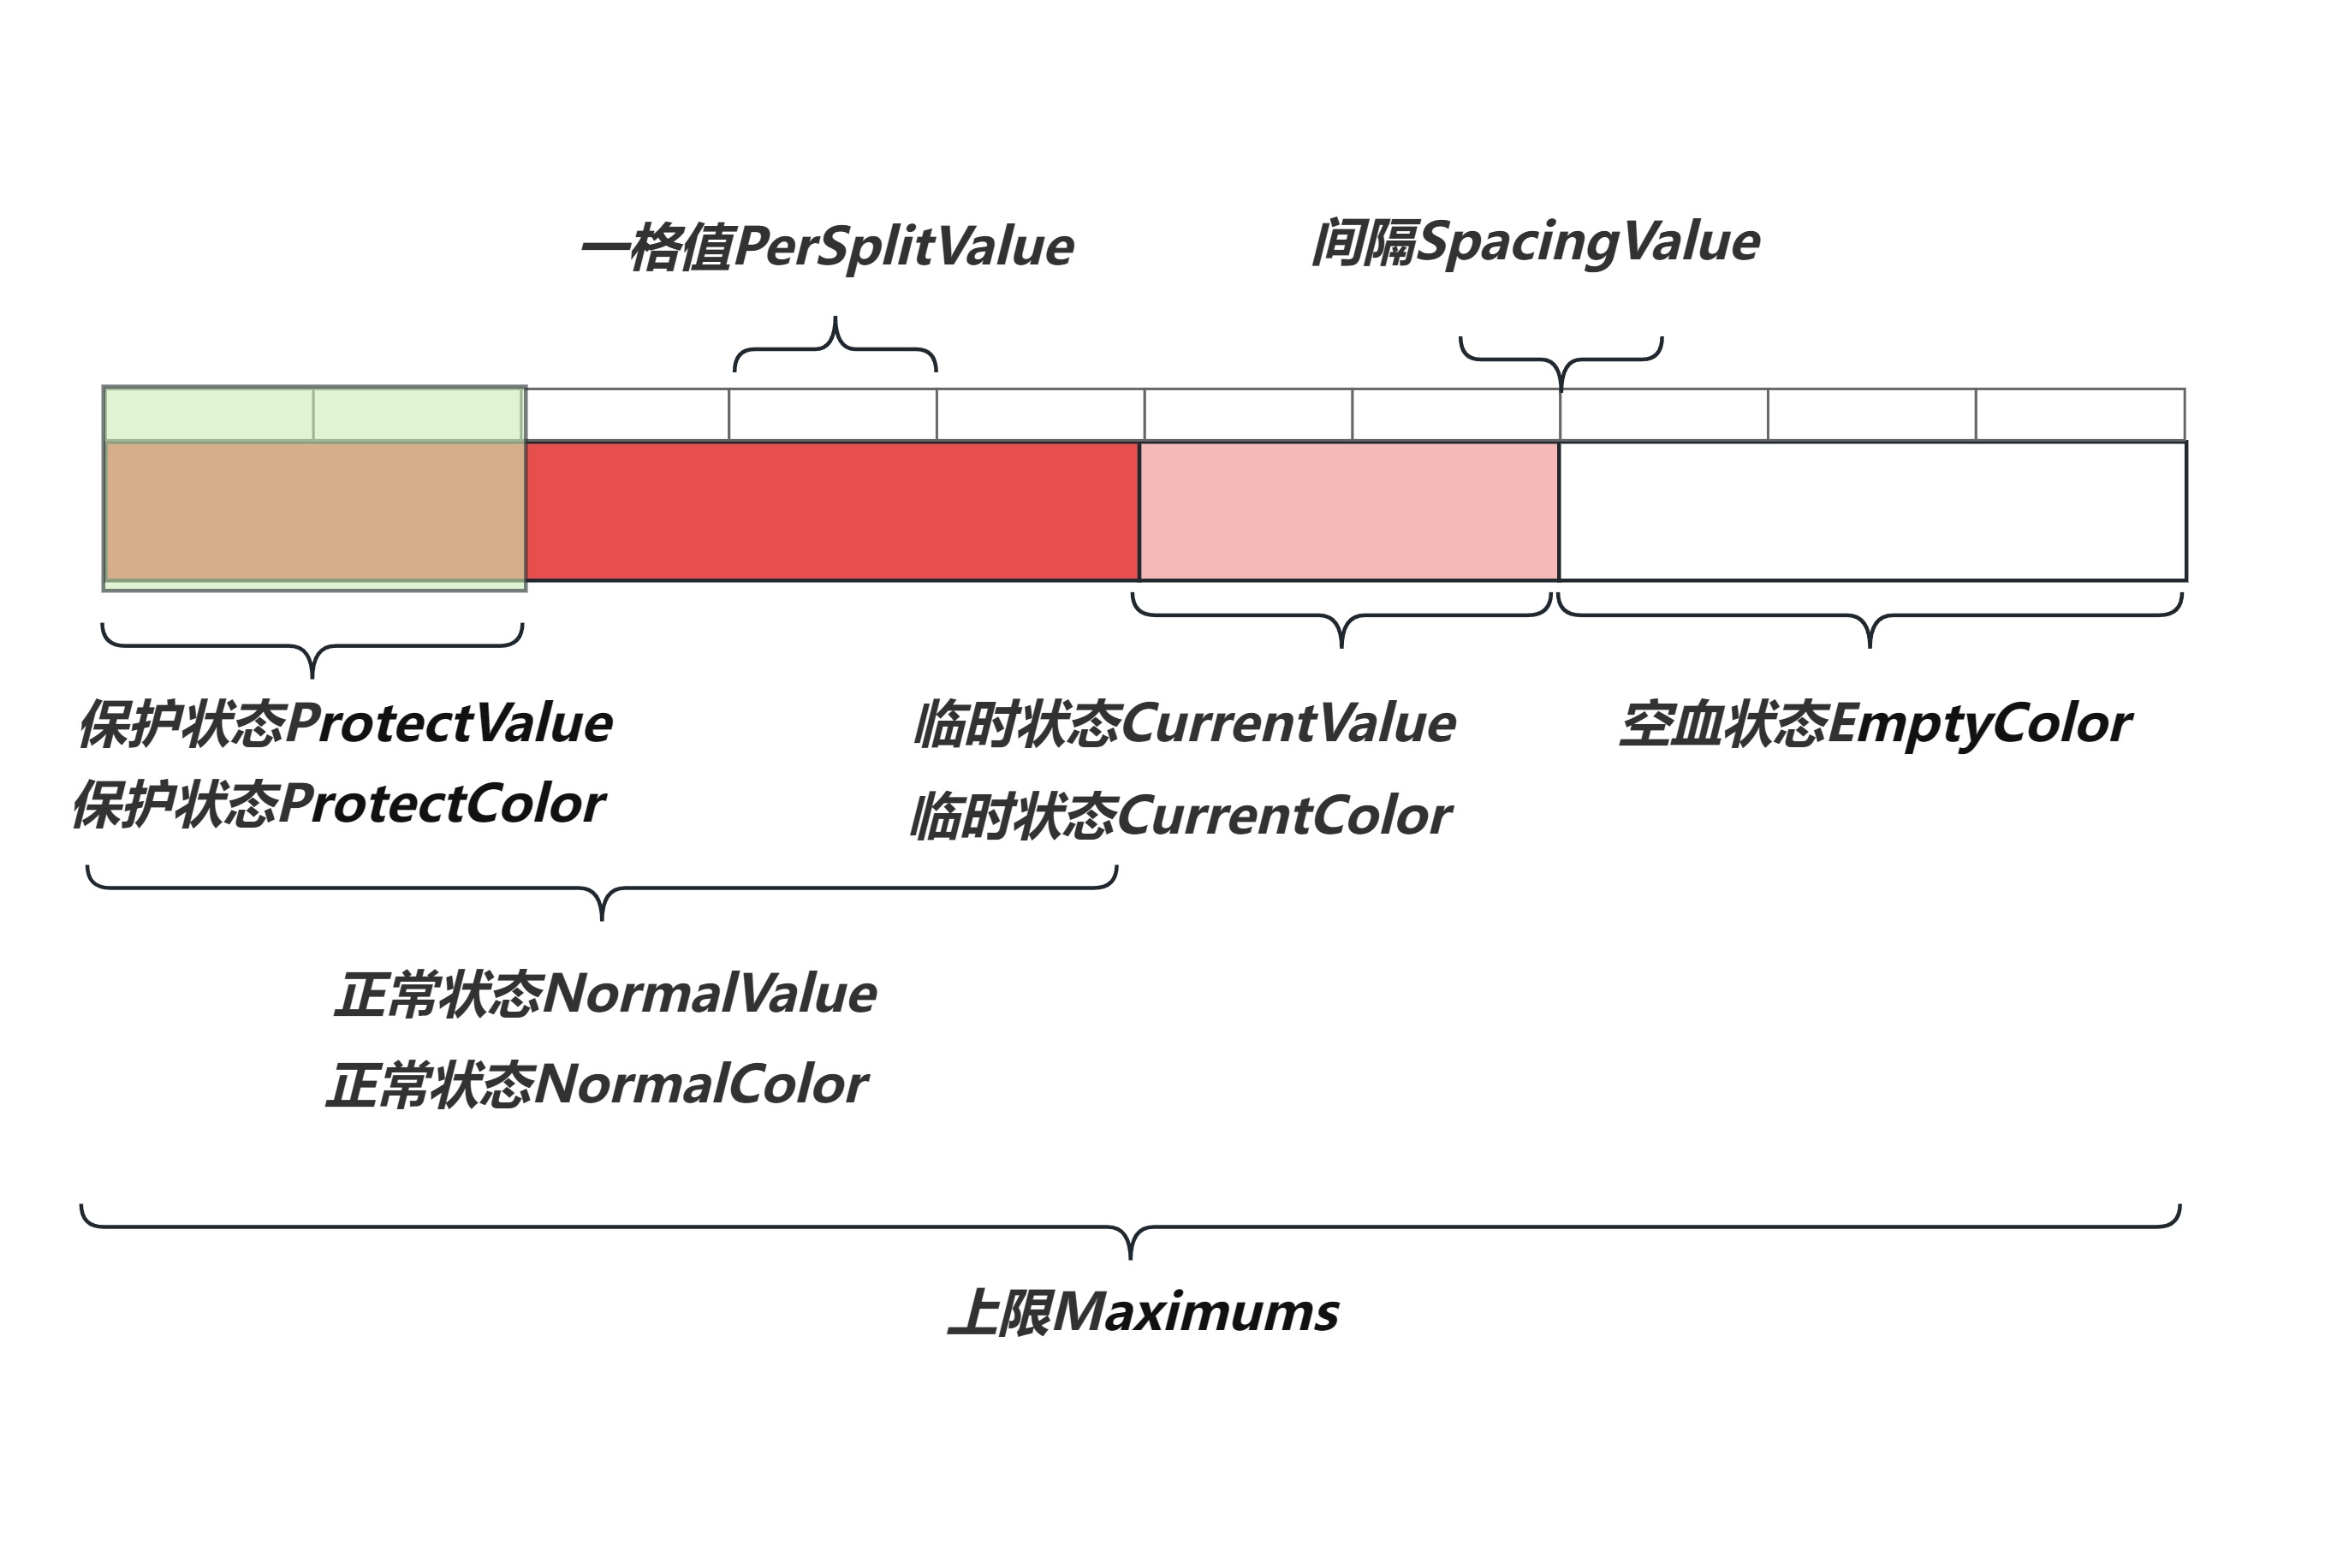 一格值PerSplitValue
间隔SpacingValue
保护状态ProtectValue
保护状态ProtectColor
临时状态CurrentValue
临时状态CurrentColor
空血状态EmptyColor
正常状态NormalValue
正常状态NormalColor
上限Maximums